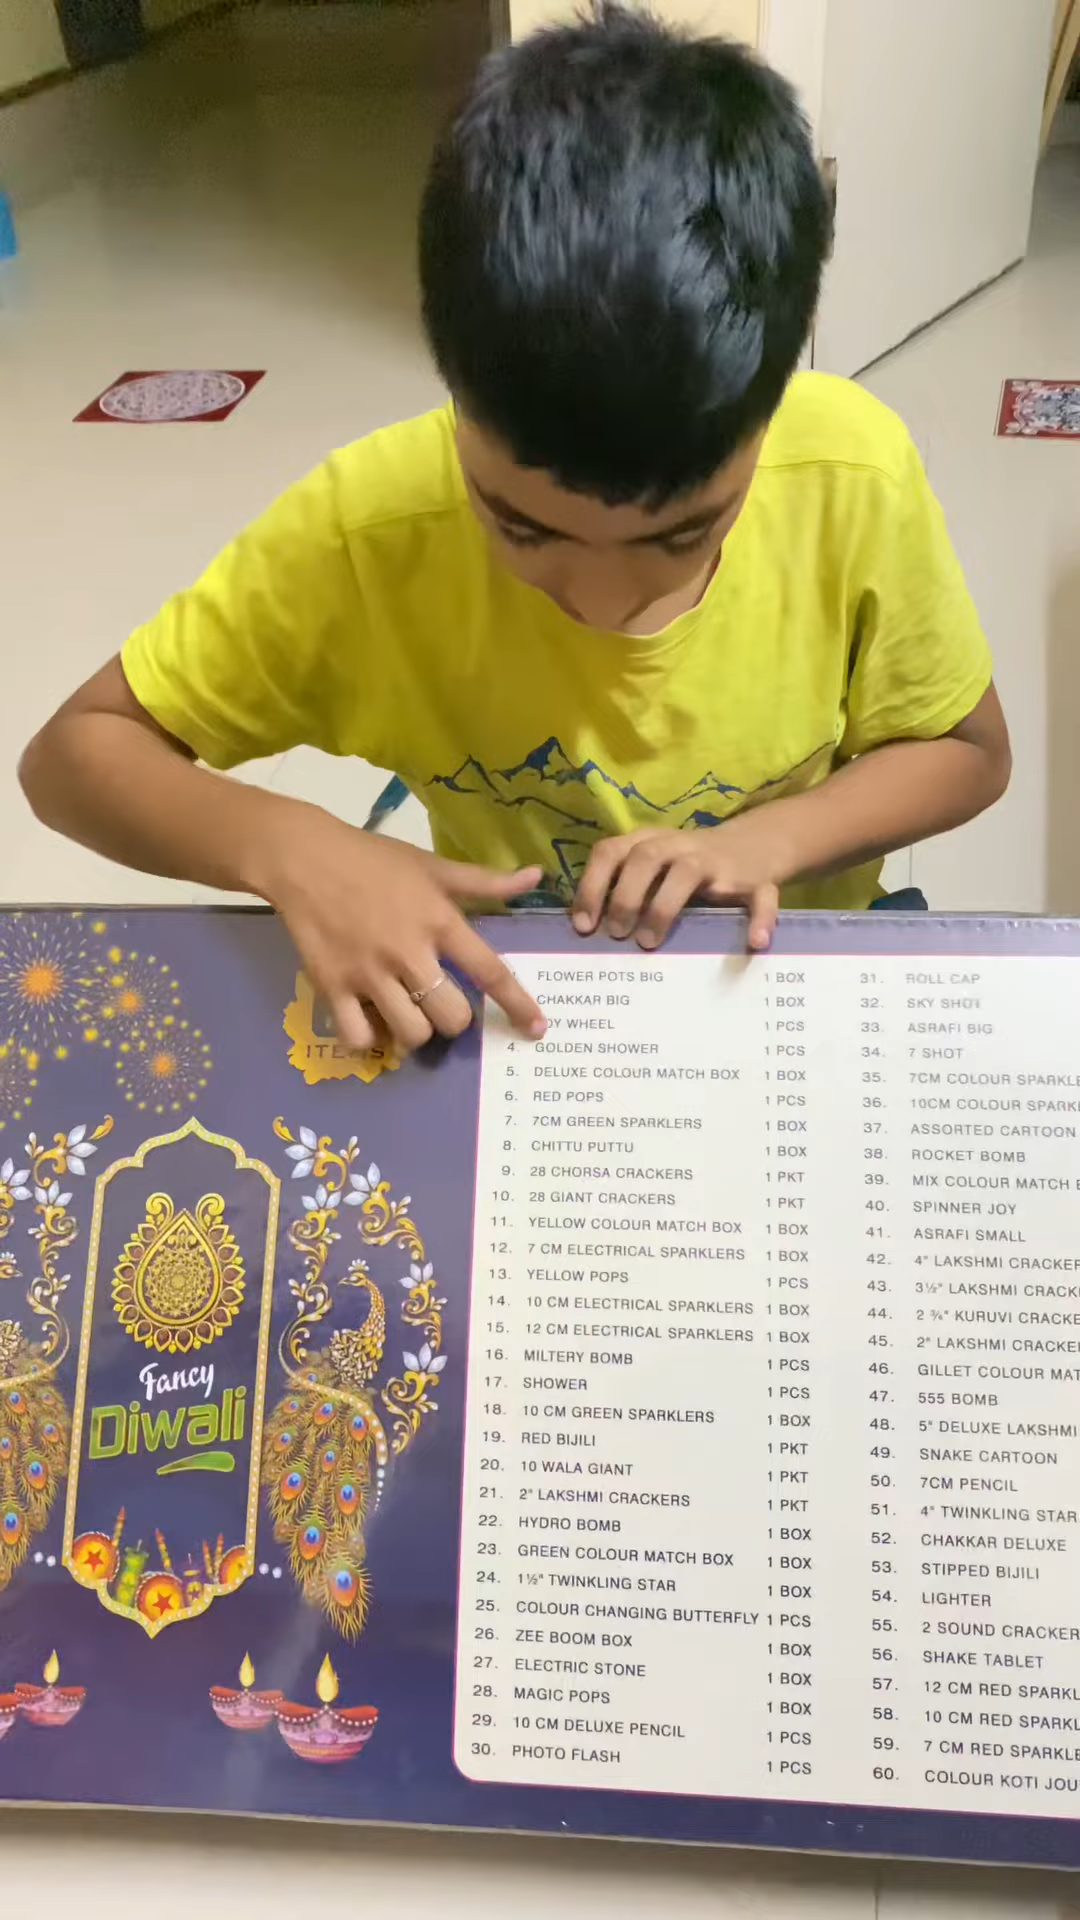 ITEMS
Fancy
Diwali
FLOWER POTS BIG 1 BOX
CHAKKAR BIG 1 BOX
WHEEL 1 PCS
4. GOLDEN SHOWER 1 PCS
5. DELUXE COLOUR MATCH BOX 1 BOX
6. RED POPS 1 PCS
7. 7CM GREEN SPARKLERS 1 BOX
8. CHITTU PUTTU 1 BOX
9. 28 CHORSA CRACKERS 1 PKT
10. 28 GIANT CRACKERS 1 PKT
11. YELLOW COLOUR MATCH BOX 1 BOX
12. 7 CM ELECTRICAL SPARKLERS 1 BOX
13. YELLOW POPS 1 PCS
14. 10 CM ELECTRICAL SPARKLERS 1 BOX
15. 12 CM ELECTRICAL SPARKLERS 1 BOX
16. MILTERY BOMB 1 PCS
17. SHOWER 1 PCS
18. 10 CM GREEN SPARKLERS 1 BOX
19. RED BIJILI 1 PKT
20. 10 WALA GIANT 1 PKT
21. 2" LAKSHMI CRACKERS 1 PKT
22. HYDRO BOMB 1 BOX
23. GREEN COLOUR MATCH BOX 1 BOX
24. 1½" TWINKLING STAR 1 BOX
25. COLOUR CHANGING BUTTERFLY 1 PCS
26. ZEE BOOM BOX 1 BOX
27. ELECTRIC STONE 1 BOX
28. MAGIC POPS 1 BOX
29. 10 CM DELUXE PENCIL 1 PCS
30. PHOTO FLASH 1 PCS
31. ROLL CAP
32. SKY SHOT
33. ASRAFI BIG
34. 7 SHOT
35. 7CM COLOUR SPARKLE
36. 10CM COLOUR SPARK
37. ASSORTED CARTOON
38. ROCKET BOMB
39. MIX COLOUR MATCH
40. SPINNER JOY
41. ASRAFI SMALL
42. 4" LAKSHMI CRACKER
43. 3½" LAKSHMI CRACK
44. 2 ¾" KURUVI CRACKE
45. 2" LAKSHMI CRACKE
46. GILLET COLOUR MAT
47. 555 BOMB
48. 5" DELUXE LAKSHMI
49. SNAKE CARTOON
50. 7CM PENCIL
51. 4" TWINKLING STAR
52. CHAKKAR DELUXE
53. STIPPED BIJILI
54. LIGHTER
55. 2 SOUND CRACKER
56. SHAKE TABLET
57. 12 CM RED SPARKL
58. 10 CM RED SPARKL
59. 7 CM RED SPARKLE
60. COLOUR KOTI JOU